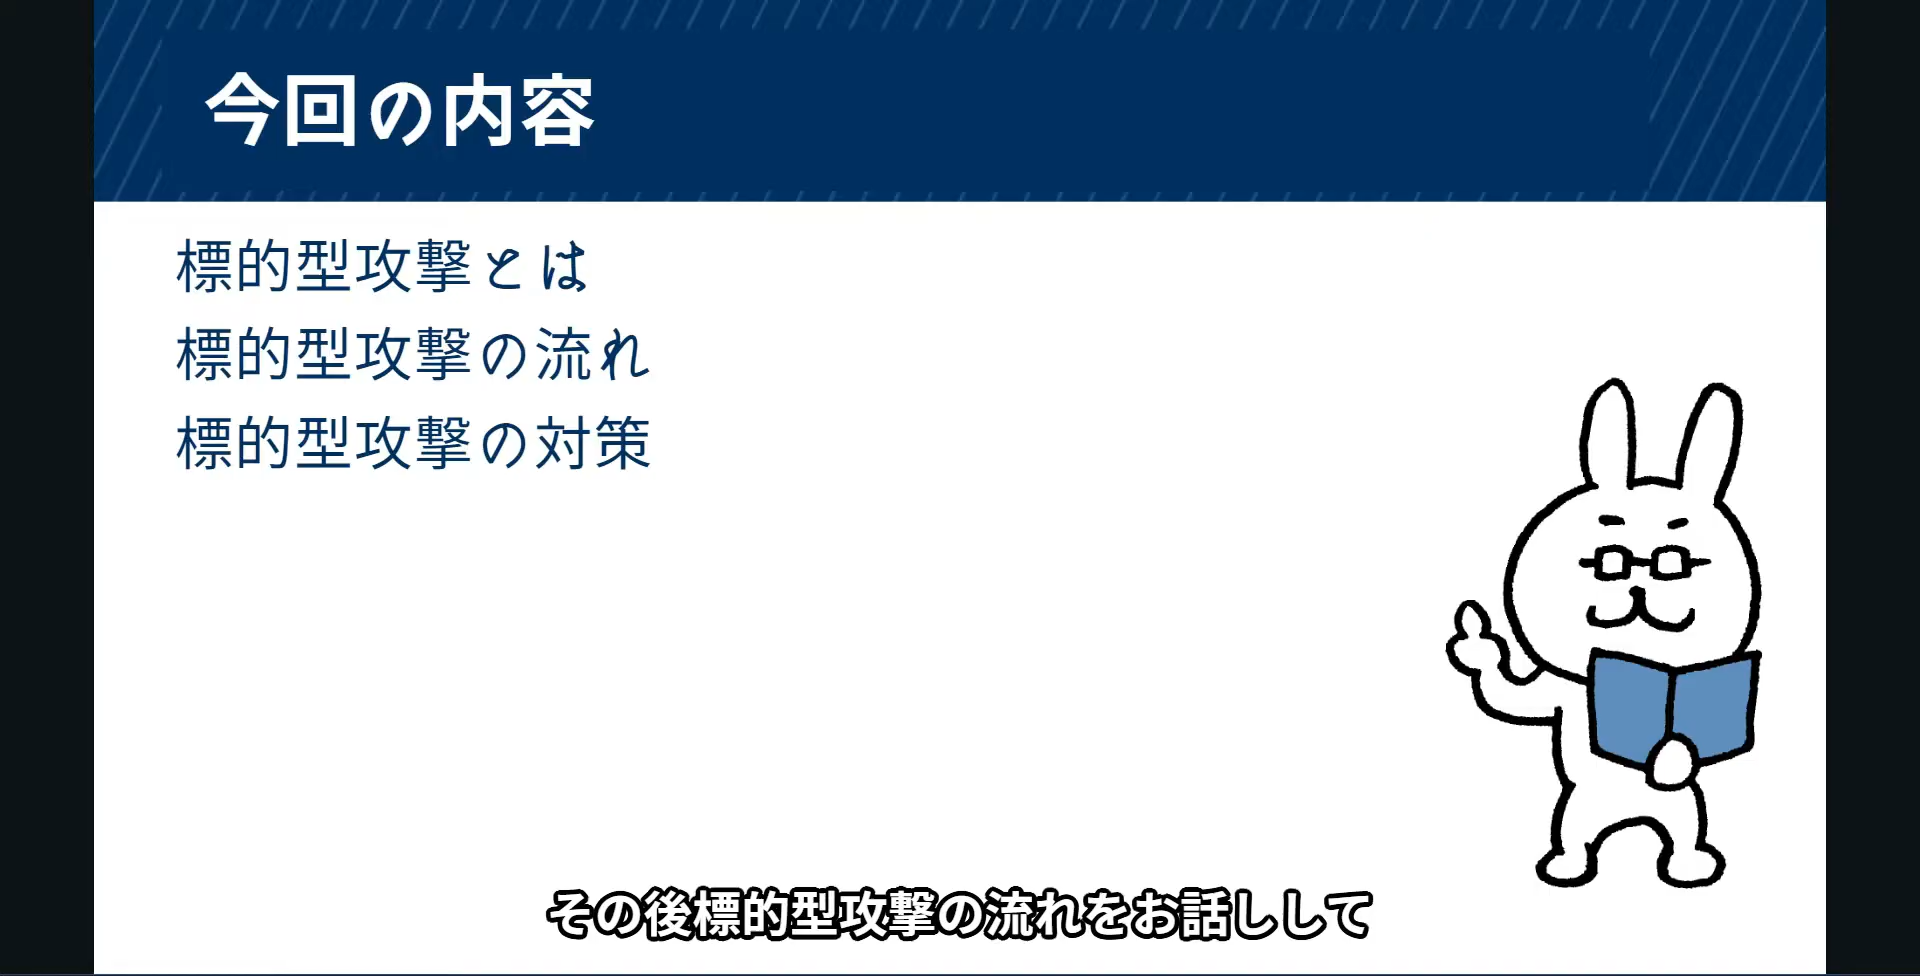 今回の内容
標的型攻撃とは
標的型攻撃の流れ
標的型攻撃の対策
その後標的型攻撃の流れをお話しして